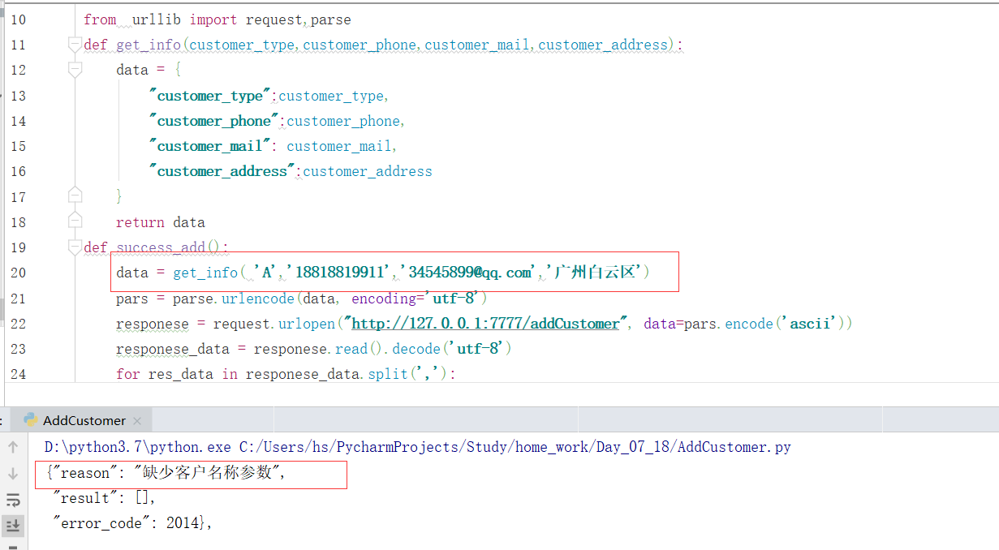 10 from  urllib import request,parse
11 def get_info(customer_type,customer_phone,customer_mail,customer_address):
12 data = {
13 "customer_type":customer_type,
14 "customer_phone":customer_phone,
15 "customer_mail": customer_mail,
16 "customer_address":customer_address
17 }
18 return data
19 def success_add():
20 data = get_info( 'A','18818819911','34545899@qq.com','广州白云区')
21 pars = parse.urlencode(data, encoding='utf-8')
22 responese = request.urlopen("http://127.0.0.1:7777/addCustomer", data=pars.encode('ascii'))
23 responese_data = responese.read().decode('utf-8')
24 for res_data in responese_data.split(','):
: AddCustomer ×
D:\python3.7\python.exe C:/Users/hs/PycharmProjects/Study/home_work/Day_07_18/AddCustomer.py
{"reason": "缺少客户名称参数",
"result": [],
"error_code": 2014},